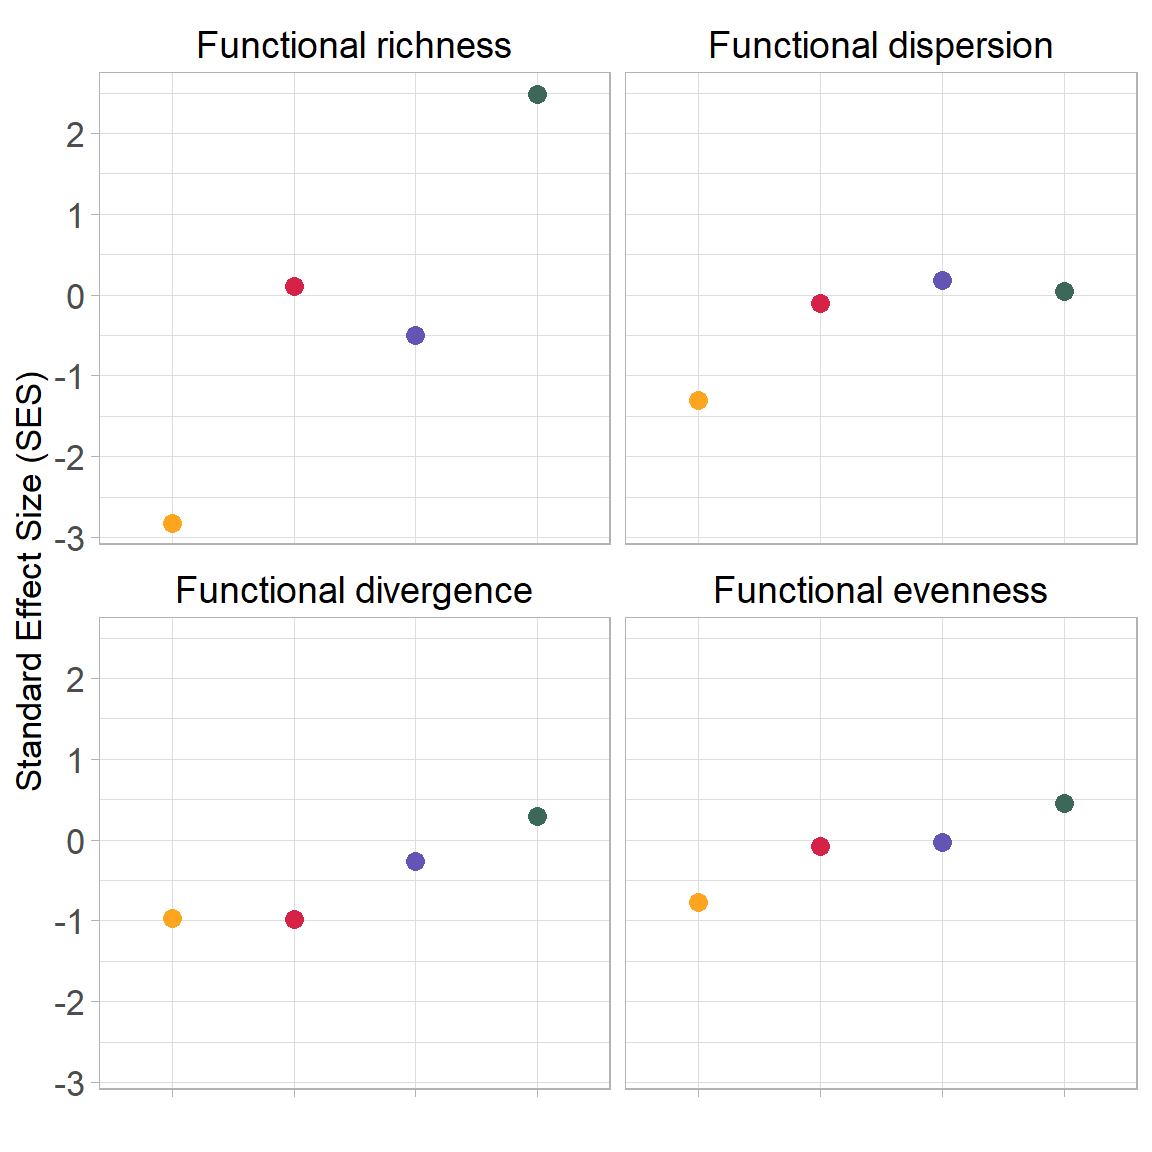 Functional richness
Functional dispersion
2
1
0
-1
-2
-3
Functional divergence
Functional evenness
2
1
0
-1
-2
-3
Standard Effect Size (SES)